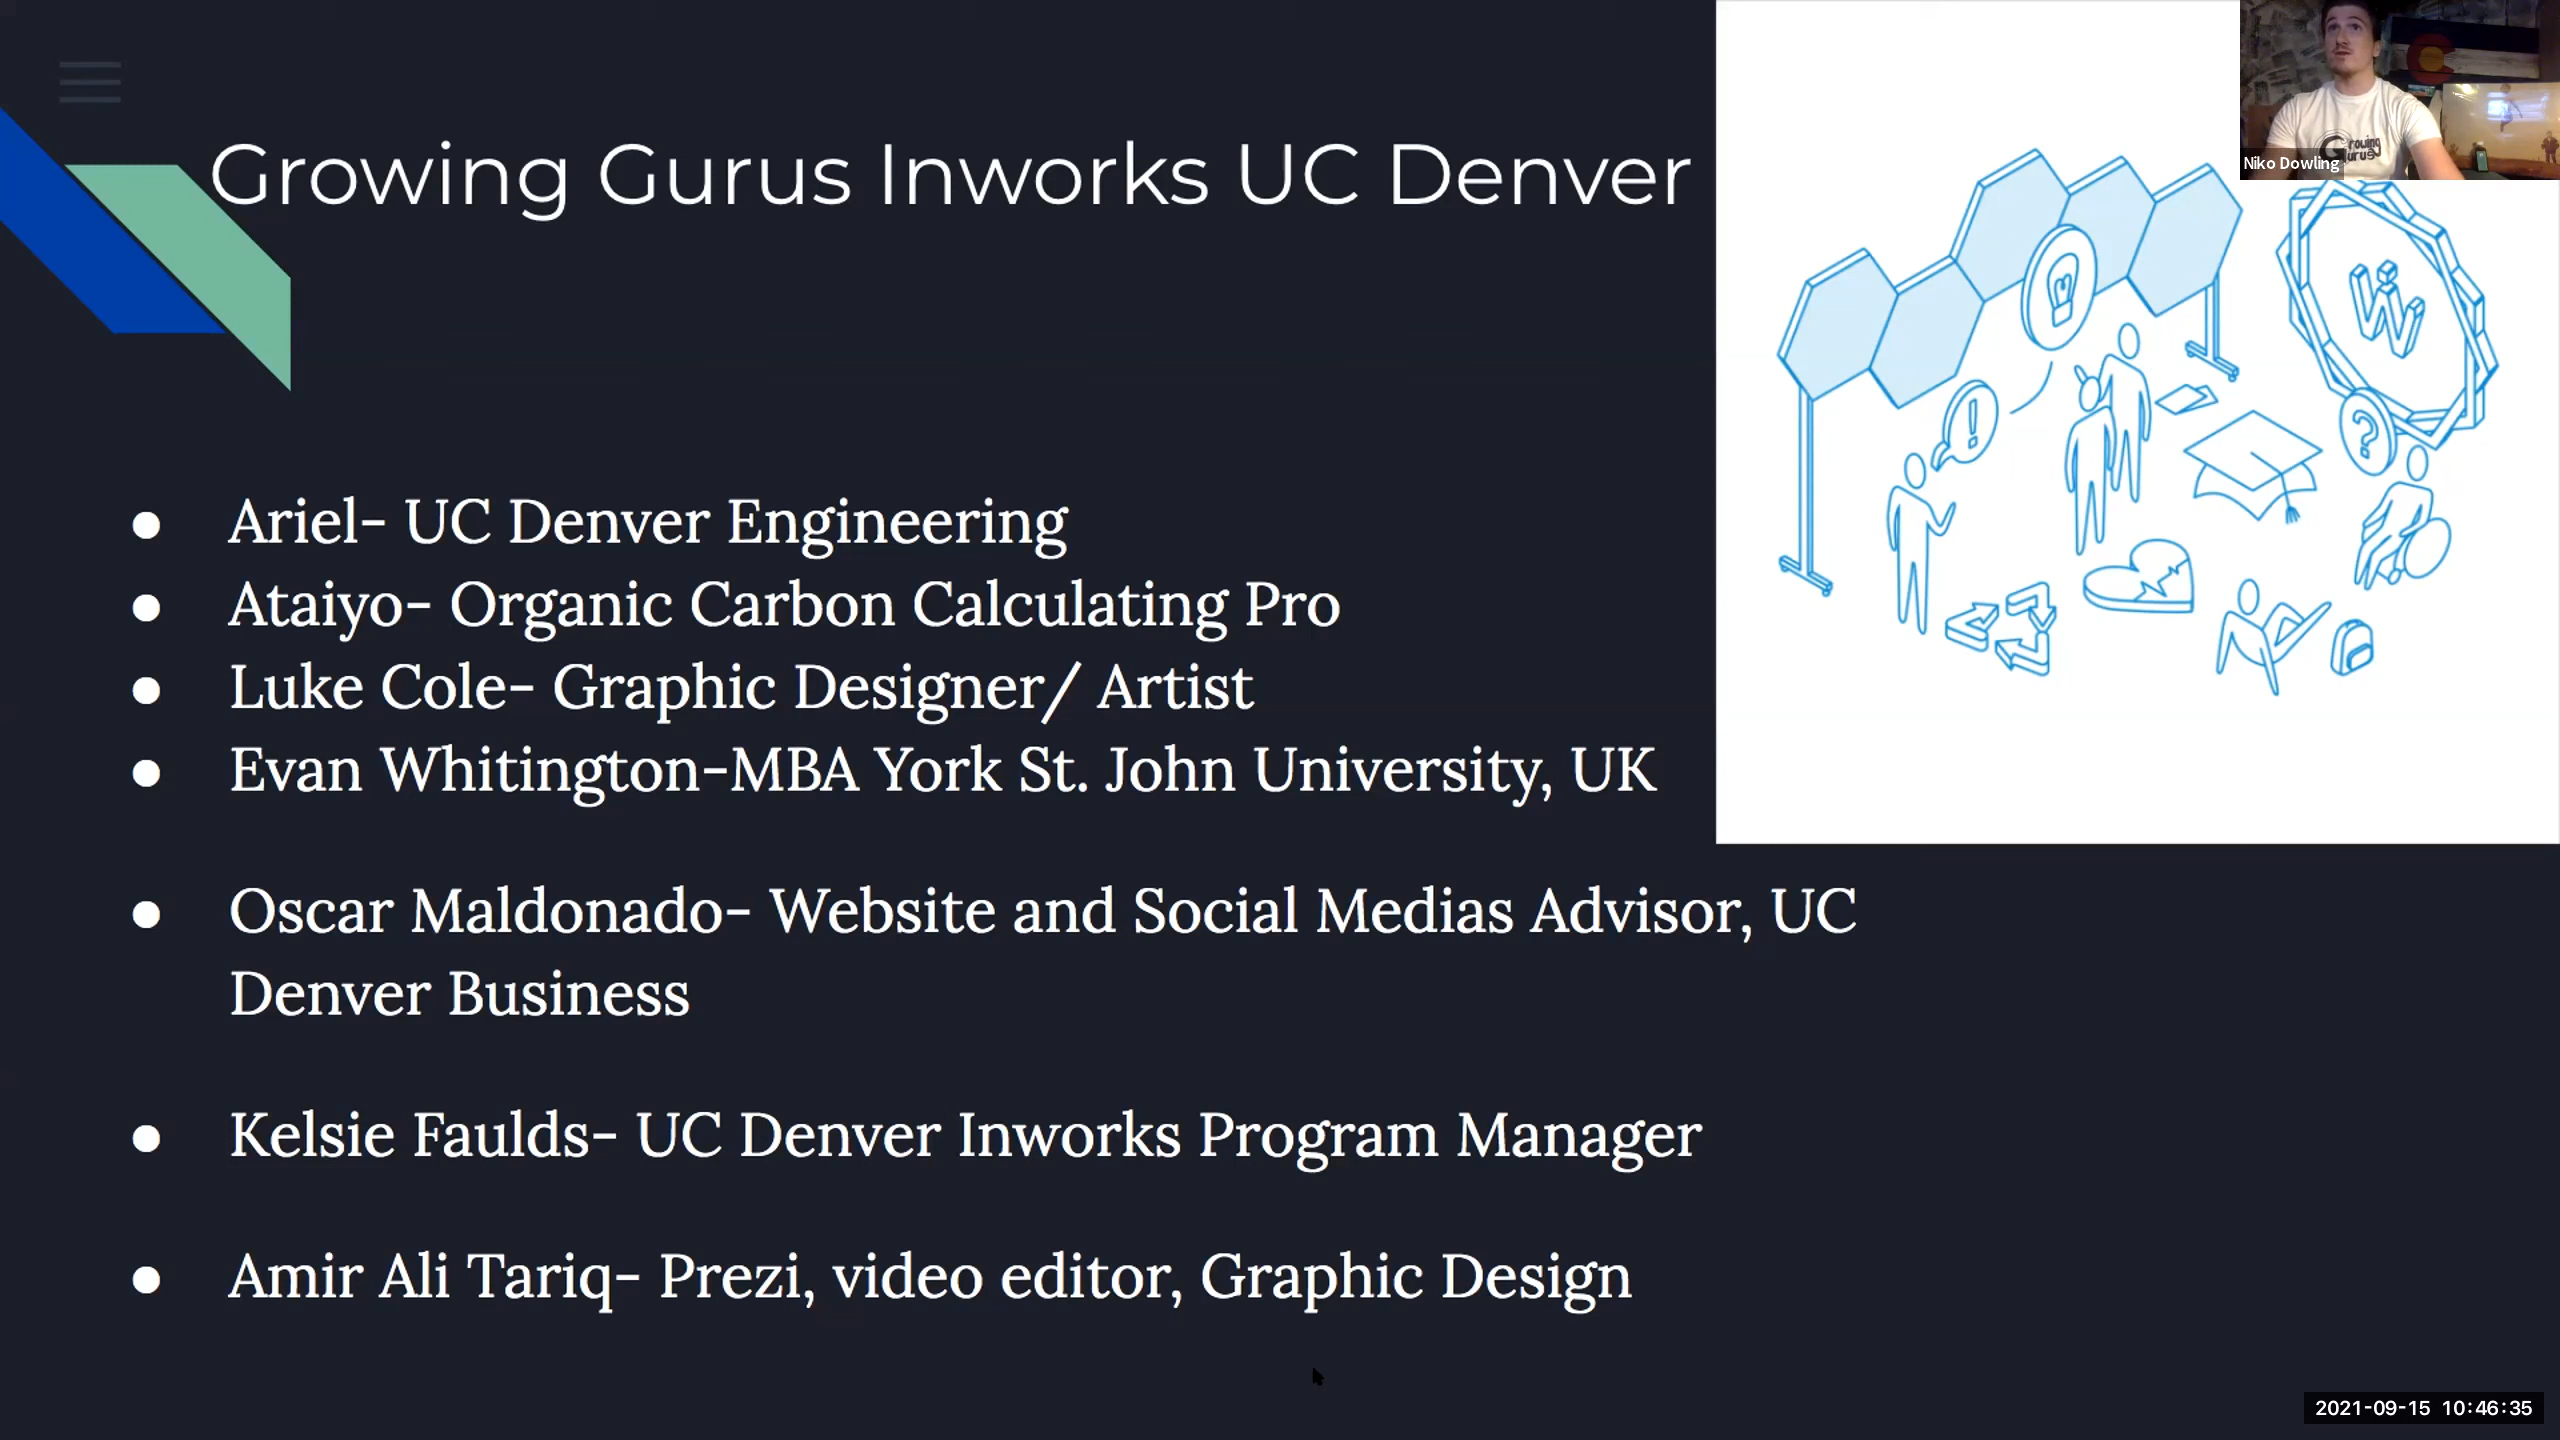 Growing Gurus Inworks UC Denver
Niko Dowling
Growing
Gurus
W
!
?
● Ariel- UC Denver Engineering
● Ataiyo- Organic Carbon Calculating Pro
● Luke Cole- Graphic Designer/ Artist
● Evan Whitington-MBA York St. John University, UK
● Oscar Maldonado- Website and Social Medias Advisor, UC
Denver Business
● Kelsie Faulds- UC Denver Inworks Program Manager
● Amir Ali Tariq- Prezi, video editor, Graphic Design
2021-09-15 10:46:35